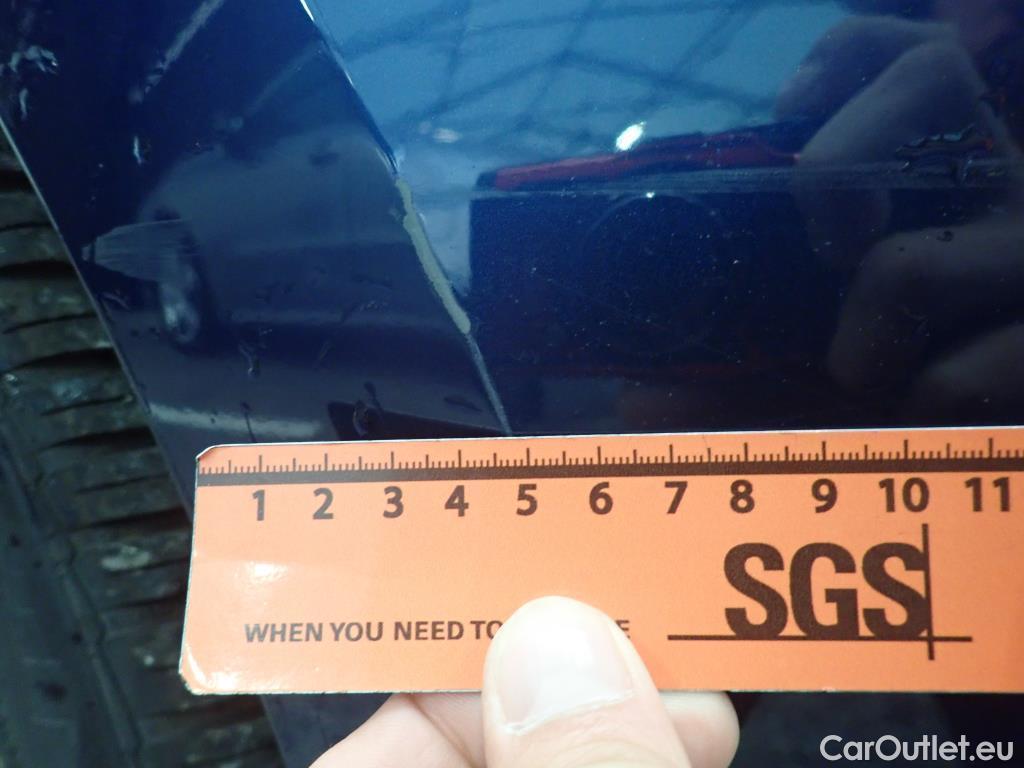 1 2 3 4 5 6 7 8 9 10 11
SGS
WHEN YOU NEED TO
CarOutlet.eu